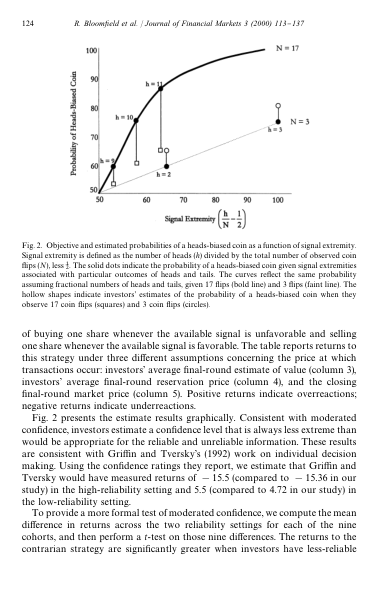 124 R. Bloomfield et al. / Journal of Financial Markets 3 (2000) 113–137
100
90
80
70
60
50
Probability of Heads-Biased Coin
N = 17
h = 11
h = 10
h = 9
h = 2
h = 3
N = 3
50 60 70 80 90 100
Signal Extremity (h/N − 1/2)
Fig. 2. Objective and estimated probabilities of a heads-biased coin as a function of signal extremity.
Signal extremity is defined as the number of heads (h) divided by the total number of observed coin
flips (N), less ½. The solid dots indicate the probability of a heads-biased coin given signal extremities
associated with particular outcomes of heads and tails. The curves reflect the same probability
assuming fractional numbers of heads and tails, given 17 flips (bold line) and 3 flips (faint line). The
hollow shapes indicate investors' estimates of the probability of a heads-biased coin when they
observe 17 coin flips (squares) and 3 coin flips (circles).
of buying one share whenever the available signal is unfavorable and selling
one share whenever the available signal is favorable. The table reports returns to
this strategy under three different assumptions concerning the price at which
transactions occur: investors' average final-round estimate of value (column 3),
investors' average final-round reservation price (column 4), and the closing
final-round market price (column 5). Positive returns indicate overreactions;
negative returns indicate underreactions.
Fig. 2 presents the estimate results graphically. Consistent with moderated
confidence, investors estimate a confidence level that is always less extreme than
would be appropriate for the reliable and unreliable information. These results
are consistent with Griffin and Tversky's (1992) work on individual decision
making. Using the confidence ratings they report, we estimate that Griffin and
Tversky would have measured returns of − 15.5 (compared to − 15.36 in our
study) in the high-reliability setting and 5.5 (compared to 4.72 in our study) in
the low-reliability setting.
To provide a more formal test of moderated confidence, we compute the mean
difference in returns across the two reliability settings for each of the nine
cohorts, and then perform a t-test on those nine differences. The returns to the
contrarian strategy are significantly greater when investors have less-reliable